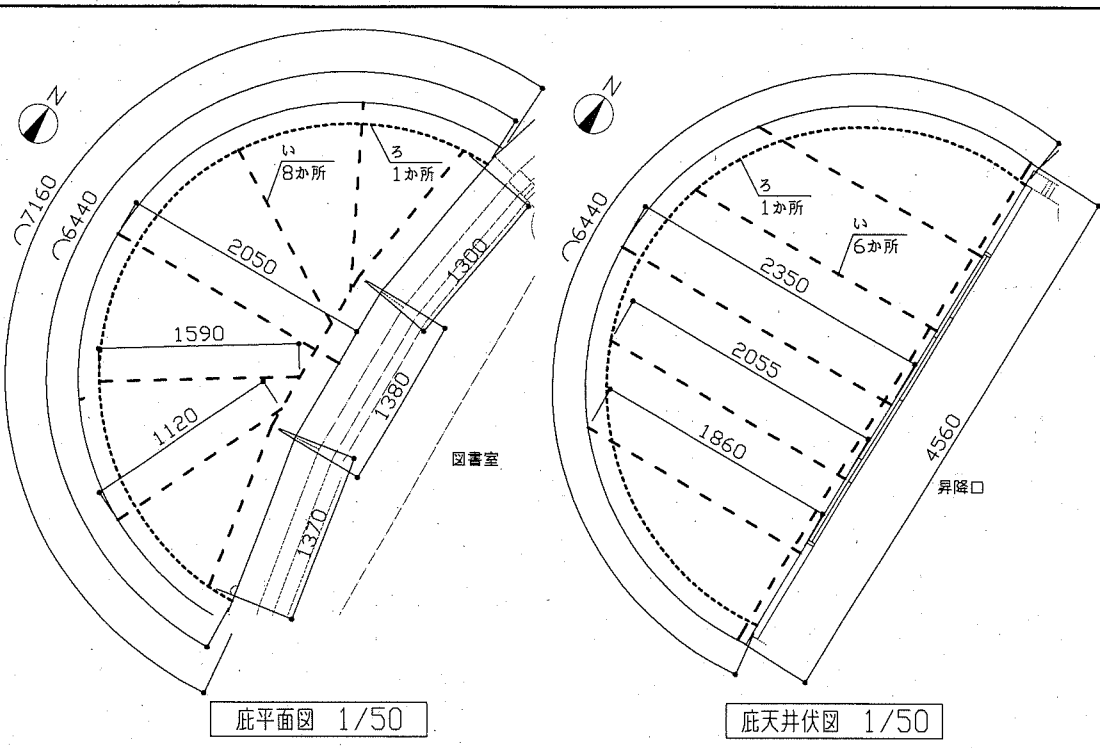 N
い
8か所
ろ
1か所
⌒7160
⌒6440
2050
1300
1590
1380
1120
図書室
1370
庇平面図 1/50
N
ろ
1か所
い
6か所
⌒6440
2350
2055
1860
4560
昇降口
庇天井伏図 1/50